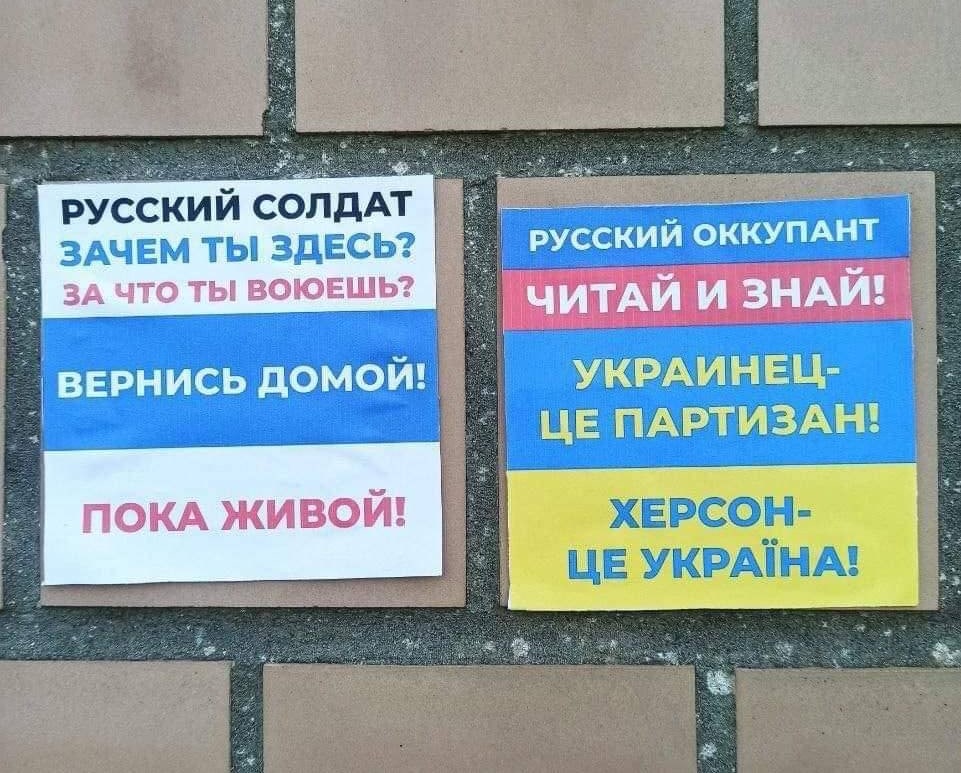 РУССКИЙ СОЛДАТ
ЗАЧЕМ ТЫ ЗДЕСЬ?
ЗА ЧТО ТЫ ВОЮЕШЬ?
ВЕРНИСЬ ДОМОЙ!
ПОКА ЖИВОЙ!
РУССКИЙ ОККУПАНТ
ЧИТАЙ И ЗНАЙ!
УКРАИНЕЦ-
ЦЕ ПАРТИЗАН!
ХЕРСОН-
ЦЕ УКРАЇНА!